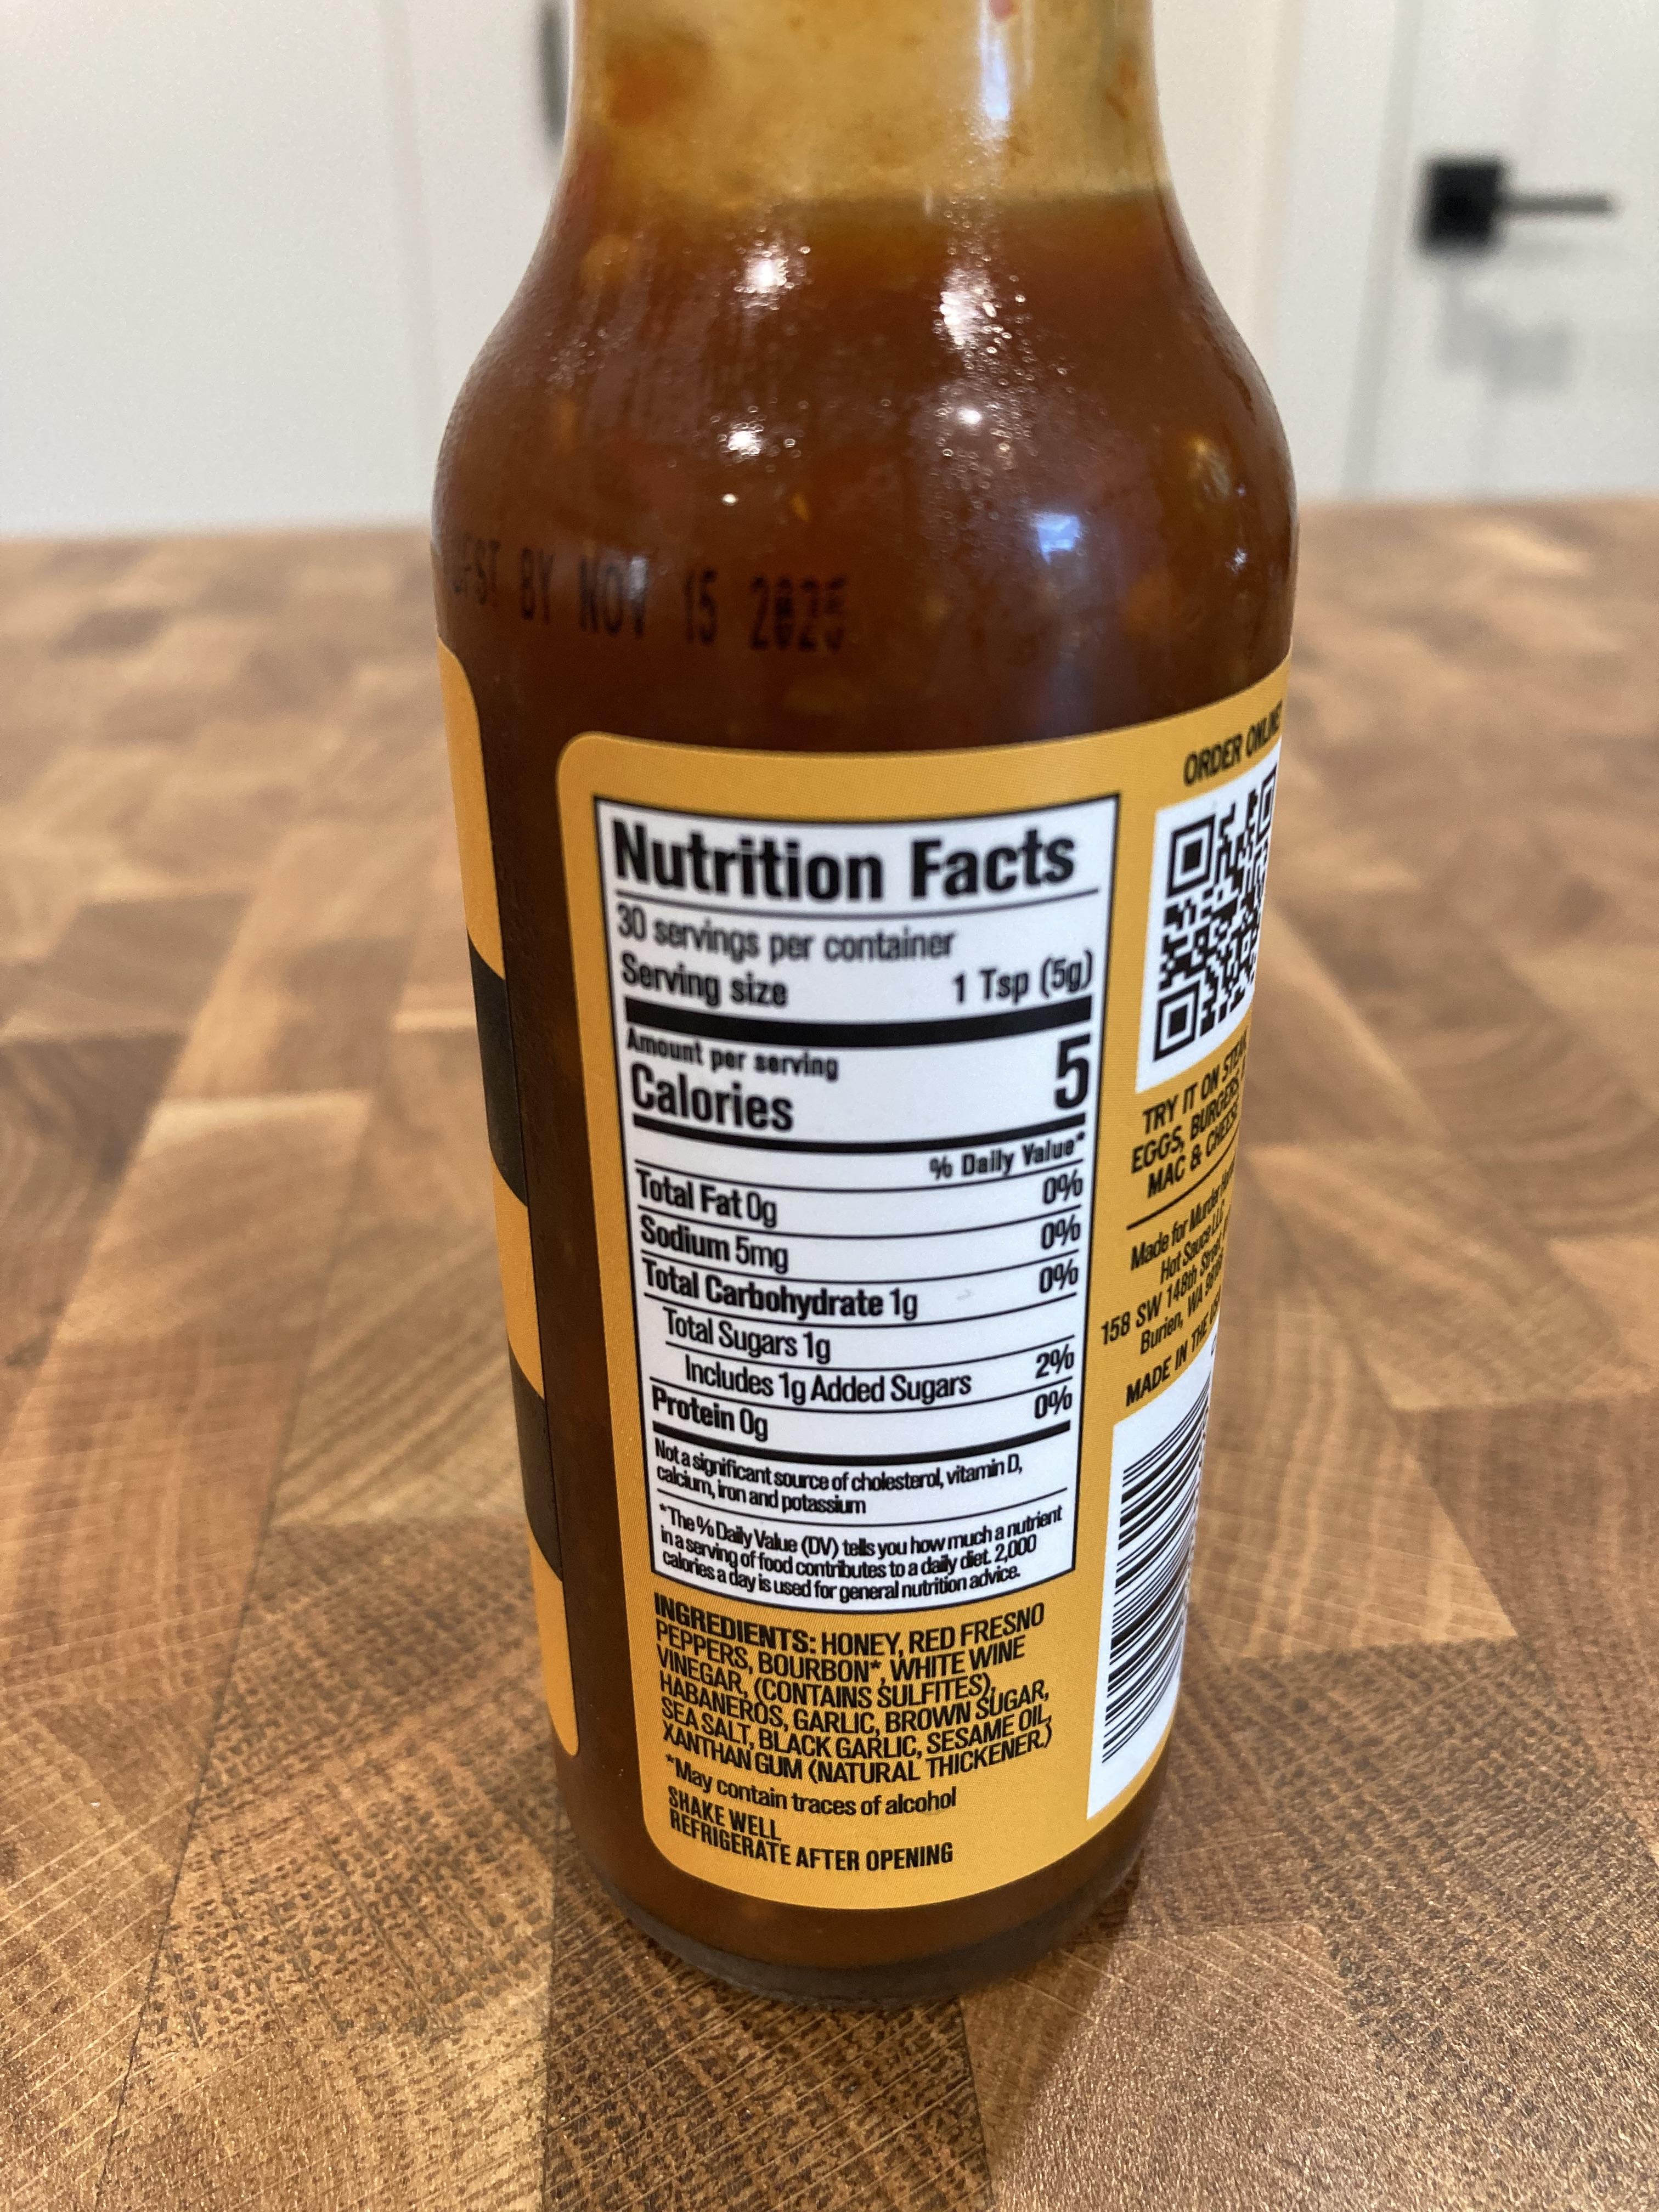 BEST BY NOV 15 2025
Nutrition Facts
30 servings per container
Serving size 1 Tsp (5g)
Amount per serving
Calories 5
% Daily Value*
Total Fat 0g 0%
Sodium 5mg 0%
Total Carbohydrate 1g 0%
Total Sugars 1g
Includes 1g Added Sugars 2%
Protein 0g 0%
Not a significant source of cholesterol, vitamin D,
calcium, iron and potassium
*The % Daily Value (DV) tells you how much a nutrient
in a serving of food contributes to a daily diet. 2,000
calories a day is used for general nutrition advice.
INGREDIENTS: HONEY, RED FRESNO
PEPPERS, BOURBON*, WHITE WINE
VINEGAR, (CONTAINS SULFITES),
HABANEROS, GARLIC, BROWN SUGAR,
SEA SALT, BLACK GARLIC, SESAME OIL,
XANTHAN GUM (NATURAL THICKENER.)
*May contain traces of alcohol
SHAKE WELL
REFRIGERATE AFTER OPENING
ORDER ONLINE
TRY IT ON STEAK
EGGS, BURGERS
MAC & CHEESE
Made for Murder
Hot Sauce LLC
158 SW 148th Street
Burien, WA
MADE IN THE